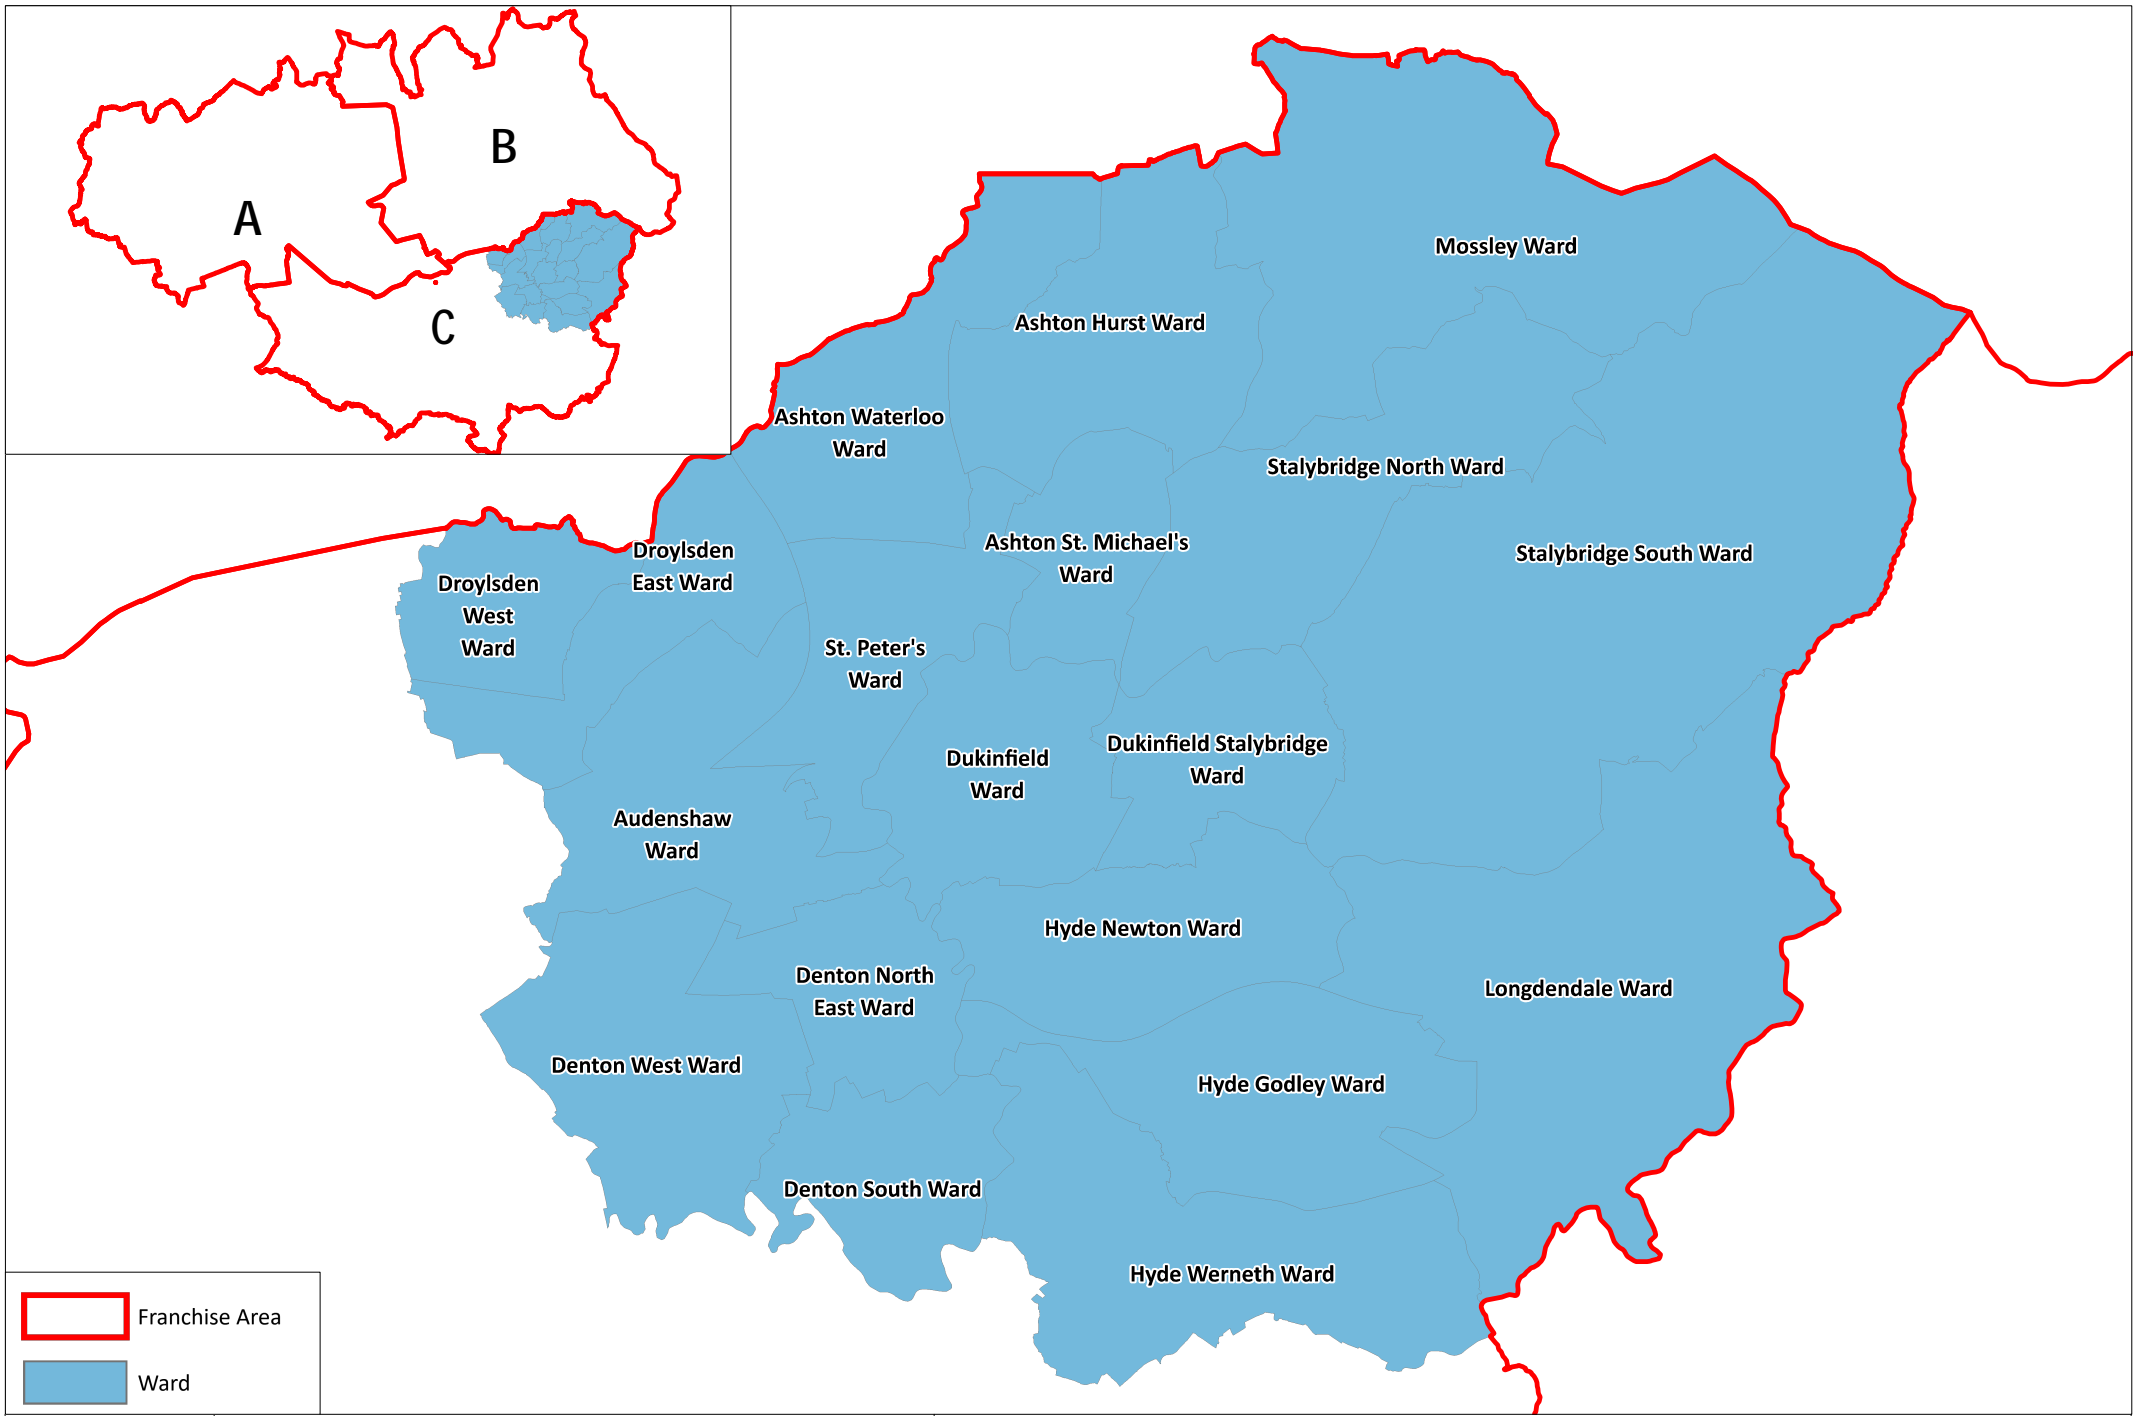 A
B
C
Mossley Ward
Ashton Hurst Ward
Ashton Waterloo
Ward
Stalybridge North Ward
Ashton St. Michael's
Ward
Stalybridge South Ward
Droylsden
East Ward
Droylsden
West
Ward
St. Peter's
Ward
Dukinfield
Ward
Dukinfield Stalybridge
Ward
Audenshaw
Ward
Hyde Newton Ward
Denton North
East Ward
Longdendale Ward
Denton West Ward
Hyde Godley Ward
Denton South Ward
Hyde Werneth Ward
Franchise Area
Ward